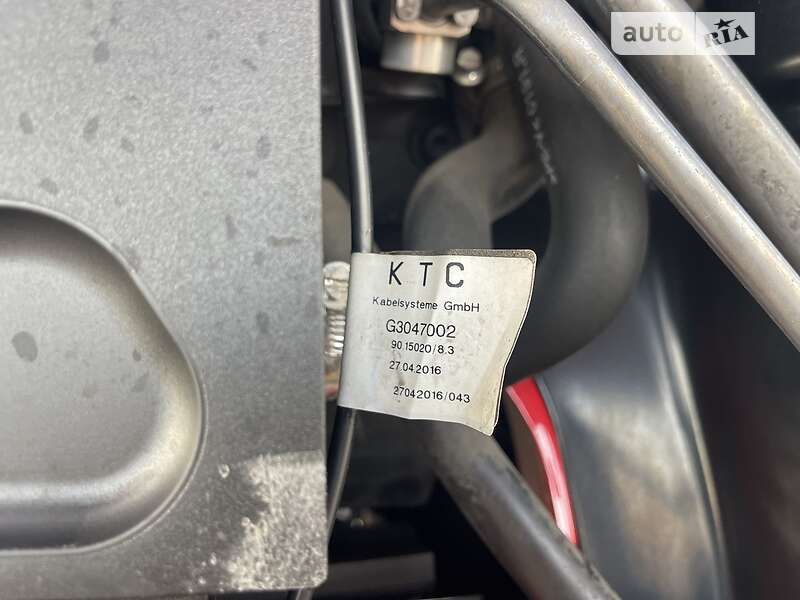 auto RIA
KTC
Kabelsysteme GmbH
G3047002
90.15020/8.3
27.04.2016
27042016/043